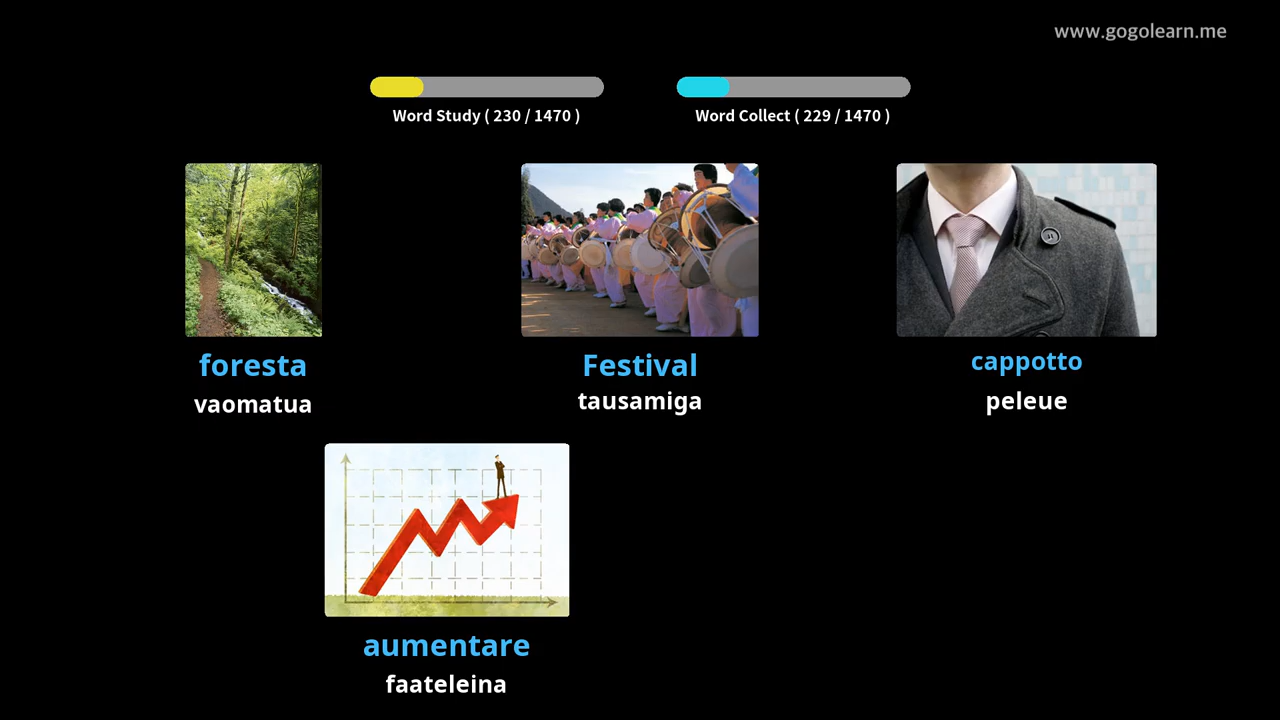 www.gogolearn.me
Word Study ( 230 / 1470 )
Word Collect ( 229 / 1470 )
foresta
vaomatua
Festival
tausamiga
cappotto
peleue
aumentare
faateleina